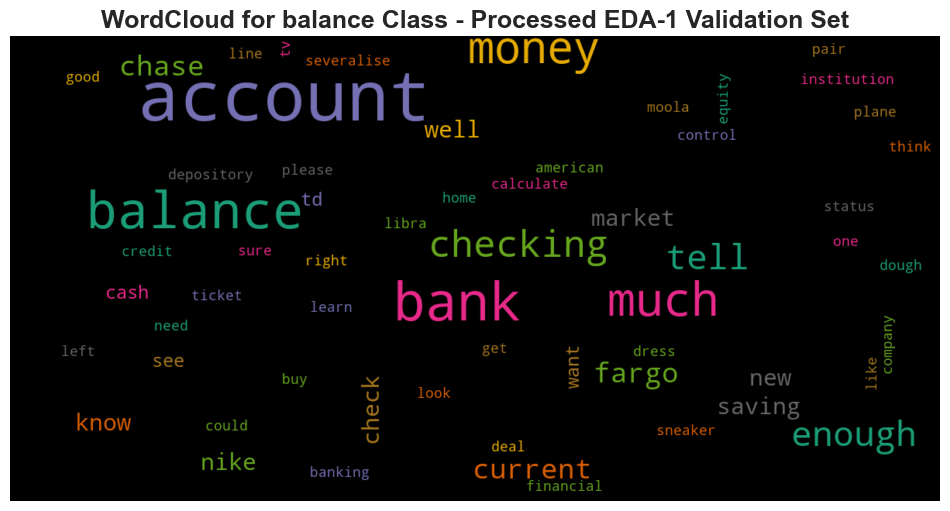 WordCloud for balance Class - Processed EDA-1 Validation Set
money
tv
line
pair
chase
severalise
good
institution
account
equity
moola
plane
well
control
think
american
please
depository
calculate
home
td
balance
status
market
libra
checking
one
credit
sure
tell
right
dough
cash
ticket
bank
much
learn
need
company
left
get
dress
see
want
fargo
like
buy
new
look
check
saving
know
could
sneaker
enough
deal
nike
current
banking
financial